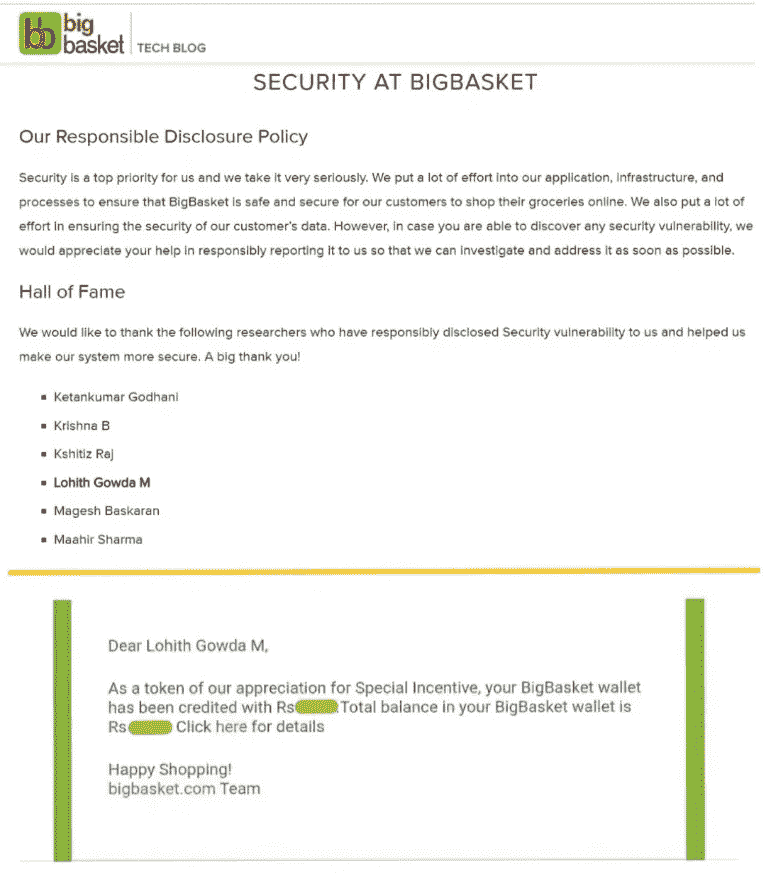 bb big
basket TECH BLOG
SECURITY AT BIGBASKET
Our Responsible Disclosure Policy
Security is a top priority for us and we take it very seriously. We put a lot of effort into our application, infrastructure, and
processes to ensure that BigBasket is safe and secure for our customers to shop their groceries online. We also put a lot of
effort in ensuring the security of our customer's data. However, in case you are able to discover any security vulnerability, we
would appreciate your help in responsibly reporting it to us so that we can investigate and address it as soon as possible.
Hall of Fame
We would like to thank the following researchers who have responsibly disclosed Security vulnerability to us and helped us
make our system more secure. A big thank you!
▪ Ketankumar Godhani
▪ Krishna B
▪ Kshitiz Raj
▪ Lohith Gowda M
▪ Magesh Baskaran
▪ Maahir Sharma
Dear Lohith Gowda M,
As a token of our appreciation for Special Incentive, your BigBasket wallet
has been credited with Rs Total balance in your BigBasket wallet is
Rs Click here for details
Happy Shopping!
bigbasket.com Team